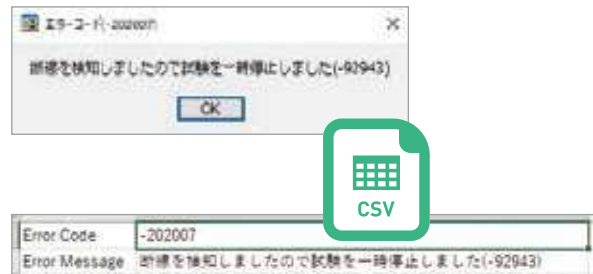 エラーコード(-202007)
断線を検知しましたので試験を一時停止しました(-92943)
OK
CSV
Error Code -202007
Error Message 断線を検知しましたので試験を一時停止しました(-92943)